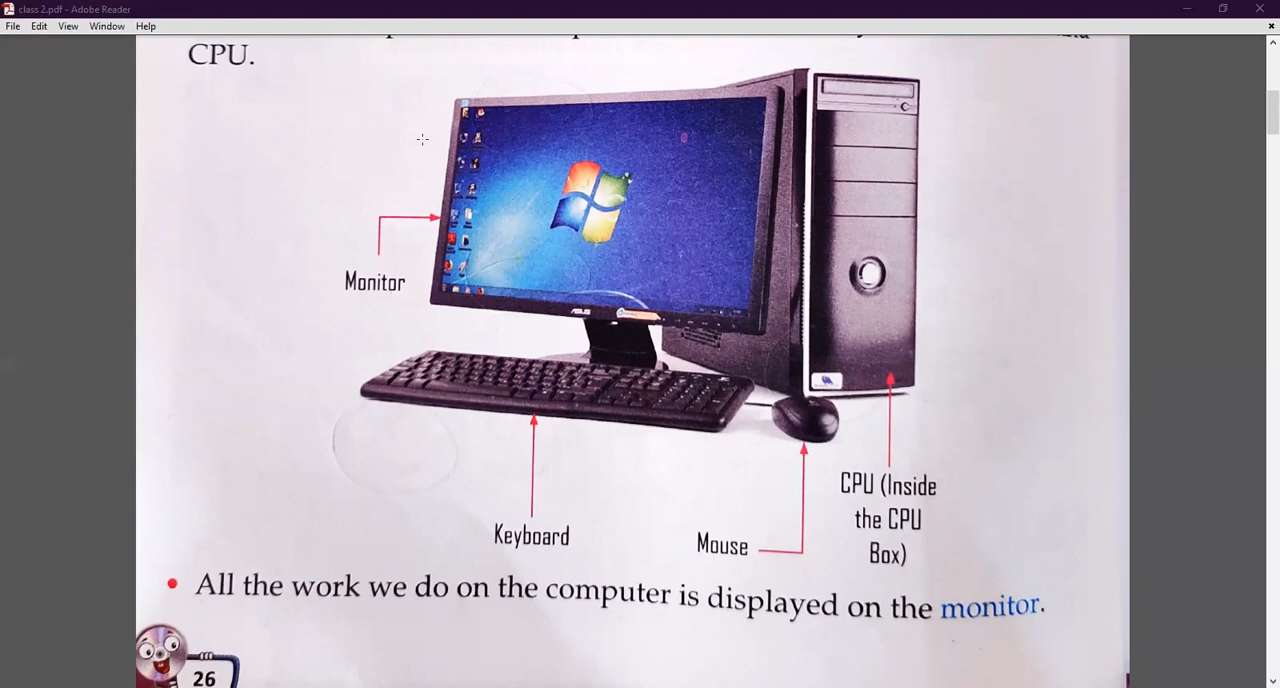 class 2.pdf - Adobe Reader
File Edit View Window Help
CPU.
Monitor
ASUS
Keyboard
Mouse
CPU (Inside
the CPU
Box)
• All the work we do on the computer is displayed on the monitor.
26